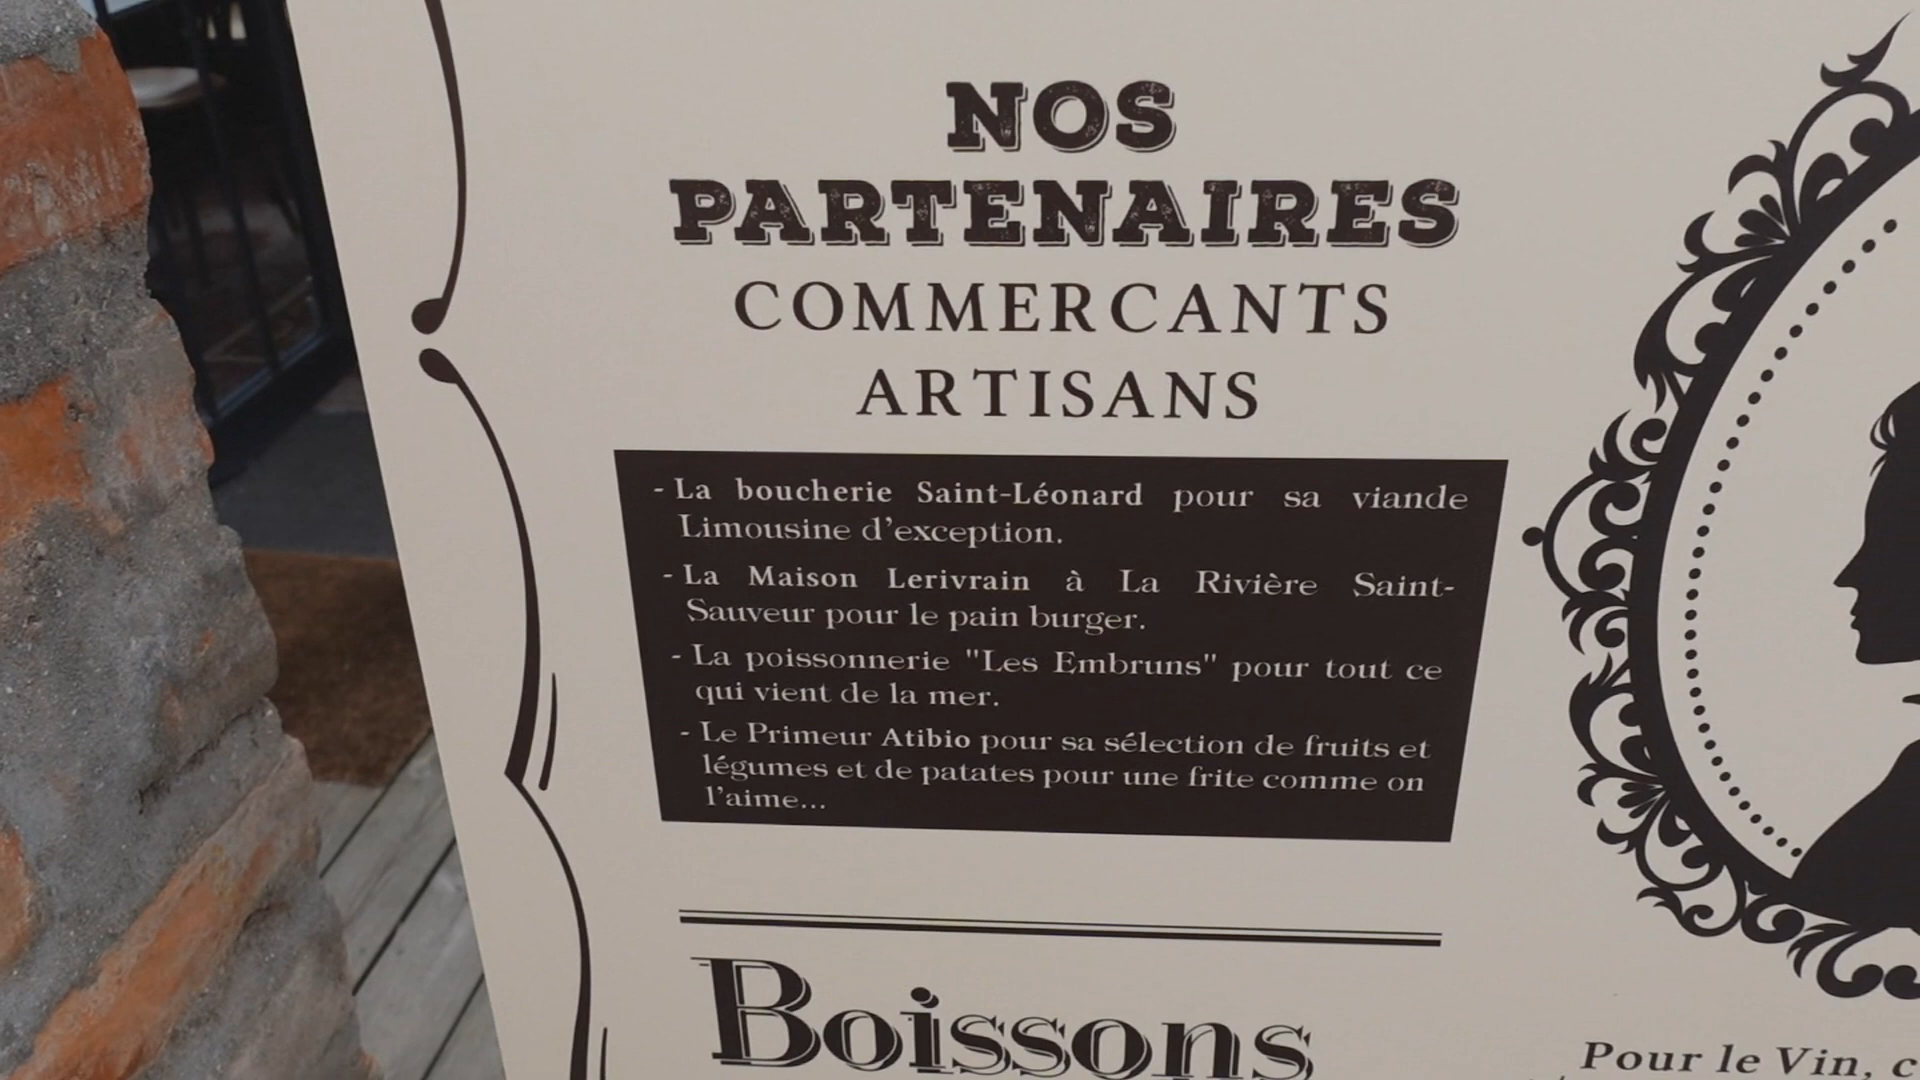 NOS
PARTENAIRES
COMMERCANTS
ARTISANS
- La boucherie Saint-Léonard pour sa viande
Limousine d'exception.
- La Maison Lerivrain à La Rivière Saint-
Sauveur pour le pain burger.
- La poissonnerie "Les Embruns" pour tout ce
qui vient de la mer.
- Le Primeur Atibio pour sa sélection de fruits et
légumes et de patates pour une frite comme on
l'aime...
Boissons
Pour le Vin, c